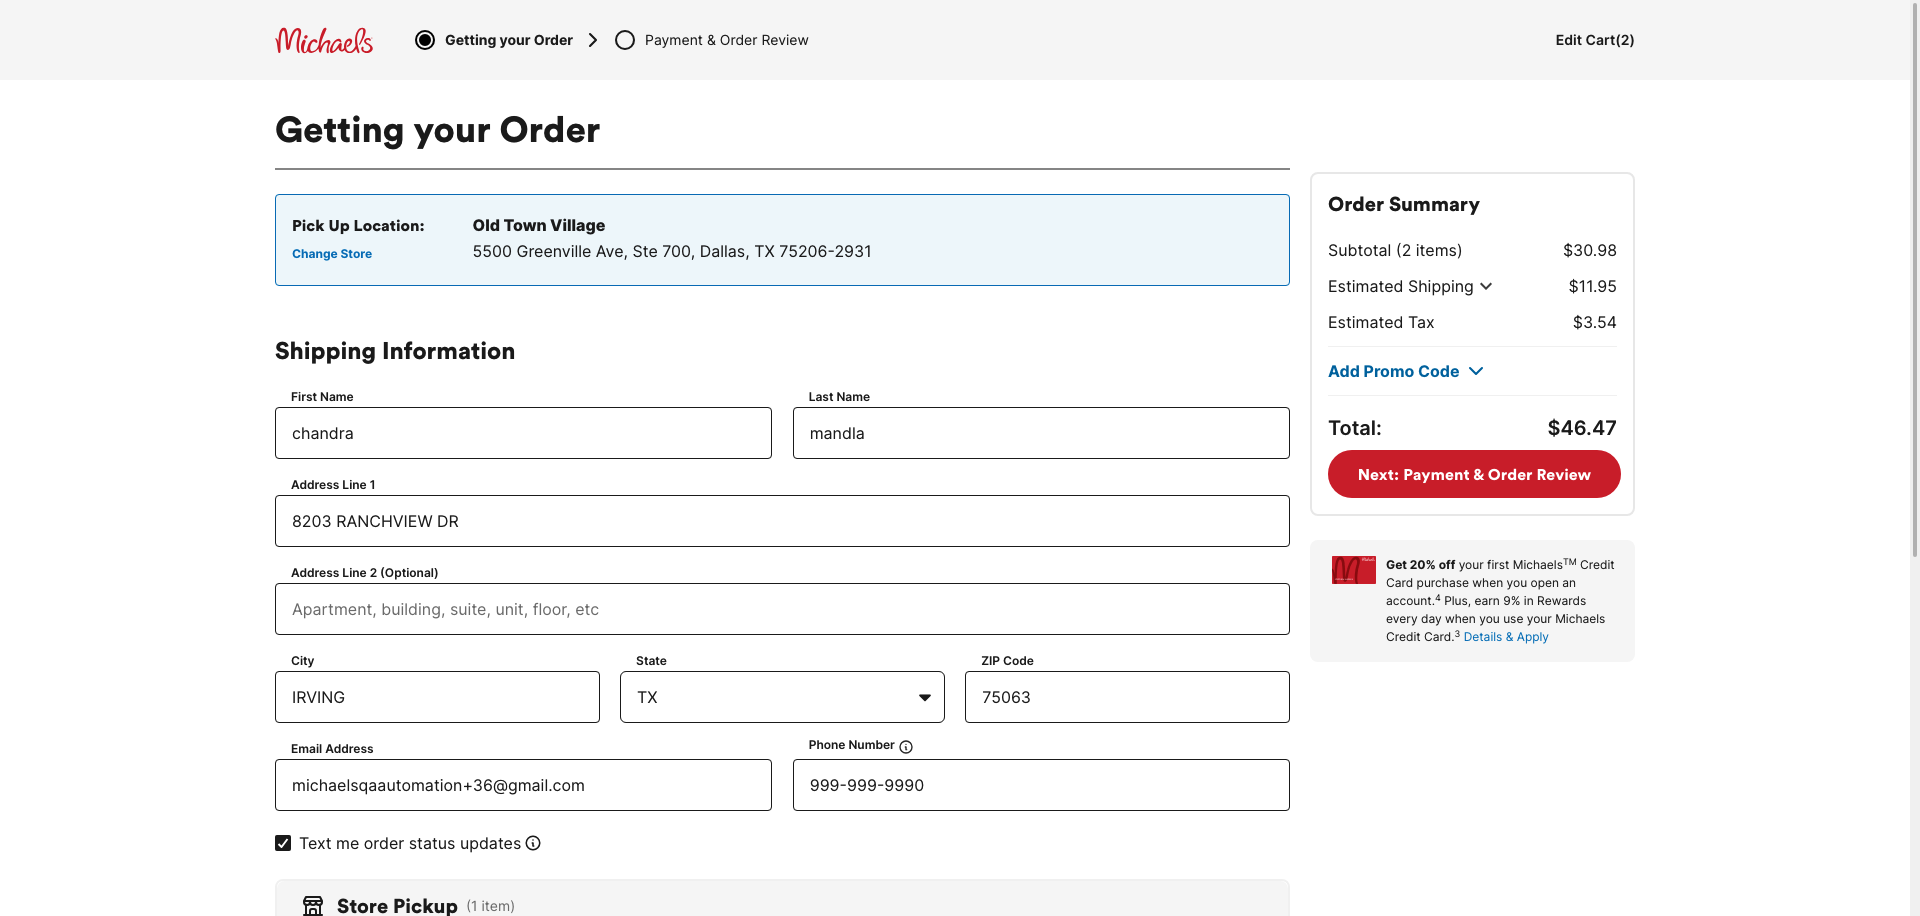 Michaels
Getting your Order
Payment & Order Review
Edit Cart(2)
Getting your Order
Pick Up Location:
Old Town Village
Change Store
5500 Greenville Ave, Ste 700, Dallas, TX 75206-2931
Shipping Information
First Name
Last Name
chandra
mandla
Address Line 1
8203 RANCHVIEW DR
Address Line 2 (Optional)
Apartment, building, suite, unit, floor, etc
City
State
ZIP Code
IRVING
TX
75063
Email Address
Phone Number
michaelsqaautomation+36@gmail.com
999-999-9990
Text me order status updates
Store Pickup (1 item)
Order Summary
Subtotal (2 items) $30.98
Estimated Shipping $11.95
Estimated Tax $3.54
Add Promo Code
Total: $46.47
Next: Payment & Order Review
Get 20% off your first Michaels™ Credit
Card purchase when you open an
account.⁴ Plus, earn 9% in Rewards
every day when you use your Michaels
Credit Card.³ Details & Apply